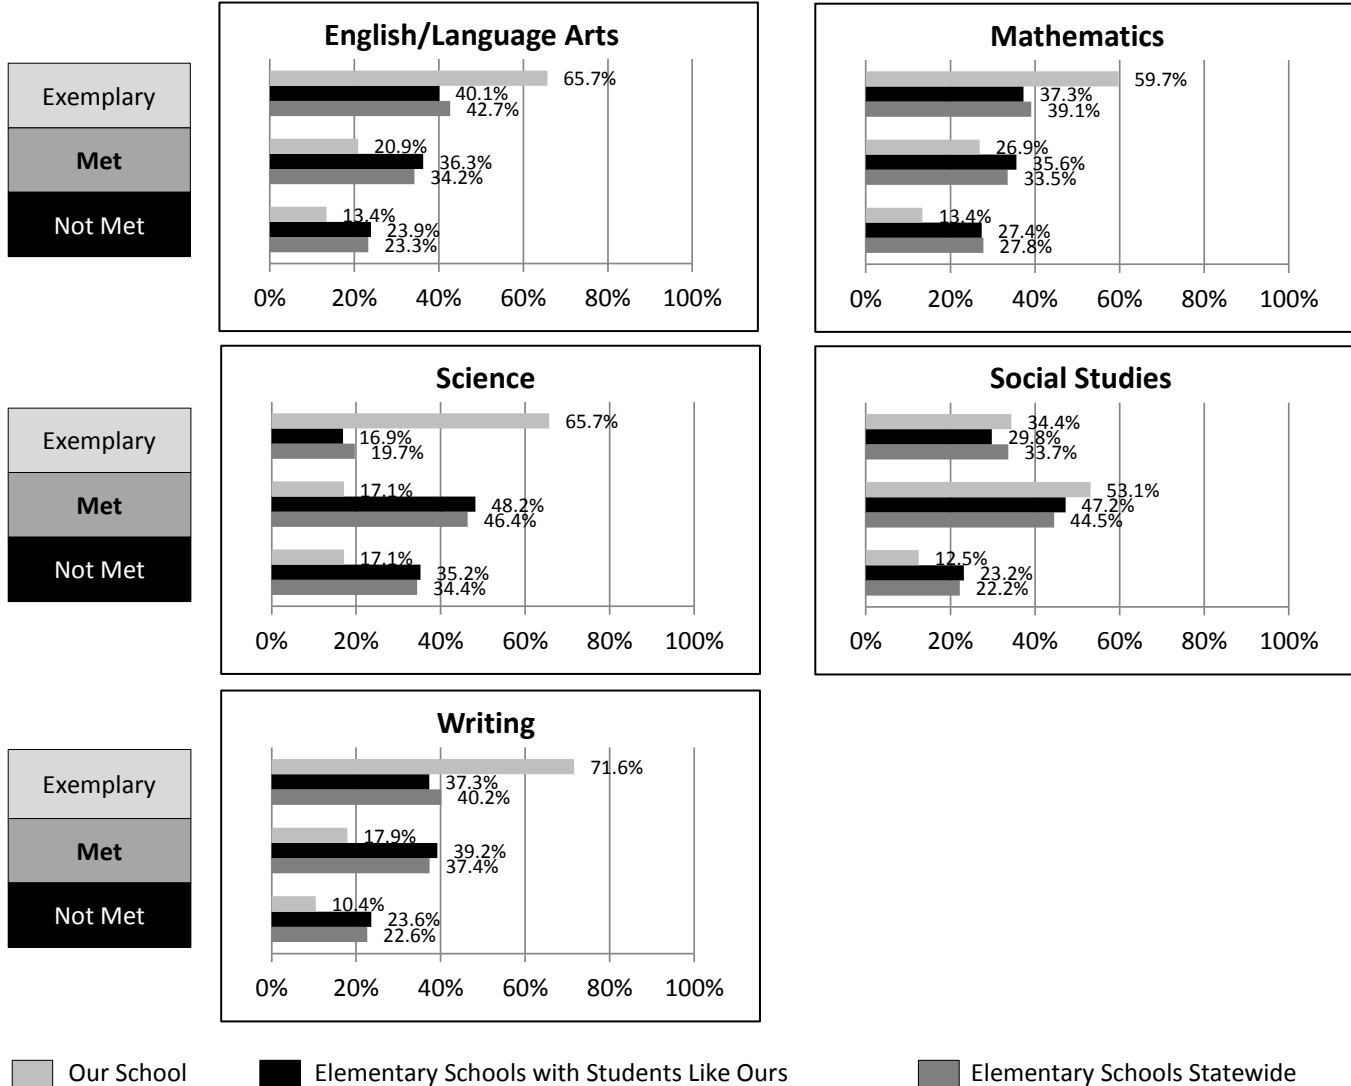 English/Language Arts
Exemplary
Met
Not Met
65.7%
40.1%
42.7%
20.9%
36.3%
34.2%
13.4%
23.9%
23.3%
0% 20% 40% 60% 80% 100%
Mathematics
59.7%
37.3%
39.1%
26.9%
35.6%
33.5%
13.4%
27.4%
27.8%
0% 20% 40% 60% 80% 100%
Science
Exemplary
Met
Not Met
65.7%
16.9%
19.7%
17.1%
48.2%
46.4%
17.1%
35.2%
34.4%
0% 20% 40% 60% 80% 100%
Social Studies
34.4%
29.8%
33.7%
53.1%
47.2%
44.5%
12.5%
23.2%
22.2%
0% 20% 40% 60% 80% 100%
Writing
Exemplary
Met
Not Met
71.6%
37.3%
40.2%
17.9%
39.2%
37.4%
10.4%
23.6%
22.6%
0% 20% 40% 60% 80% 100%
Our School Elementary Schools with Students Like Ours Elementary Schools Statewide